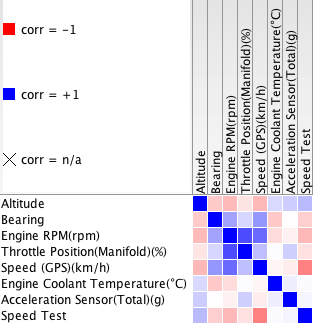 corr = -1
corr = +1
corr = n/a
Altitude
Bearing
Engine RPM(rpm)
Throttle Position(Manifold)(%)
Speed (GPS)(km/h)
Engine Coolant Temperature(°C)
Acceleration Sensor(Total)(g)
Speed Test
Altitude
Bearing
Engine RPM(rpm)
Throttle Position(Manifold)(%)
Speed (GPS)(km/h)
Engine Coolant Temperature(°C)
Acceleration Sensor(Total)(g)
Speed Test